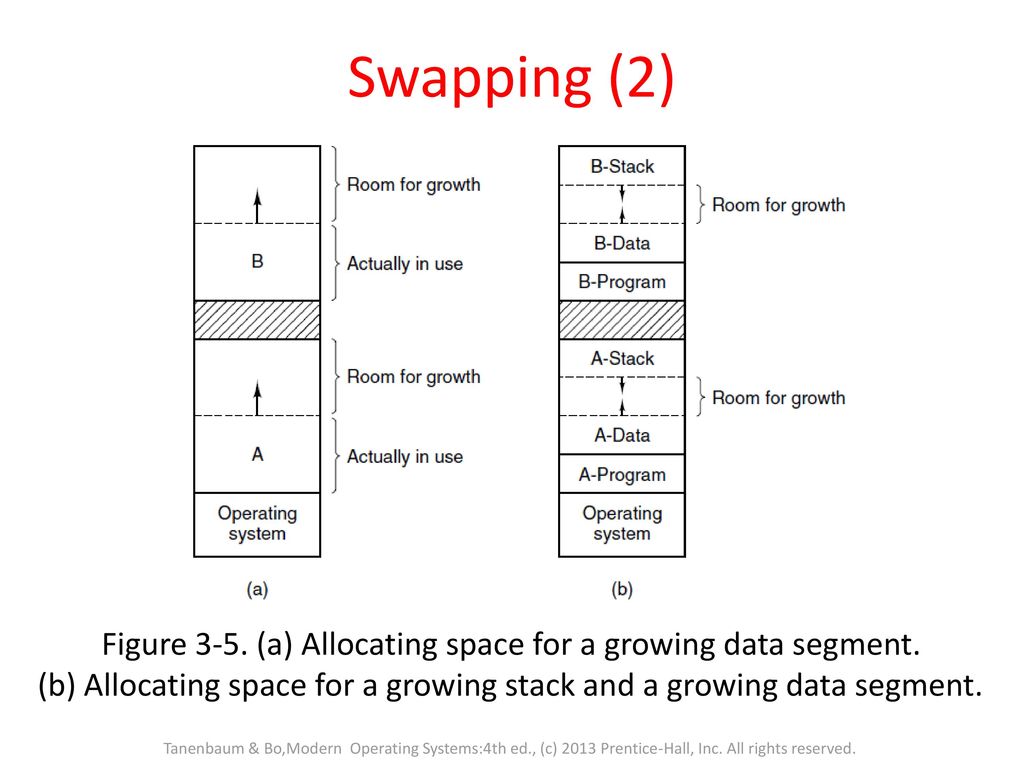 Swapping (2)
Room for growth
B
Actually in use
Room for growth
A
Actually in use
Operating
system
(a)
B-Stack
Room for growth
B-Data
B-Program
A-Stack
Room for growth
A-Data
A-Program
Operating
system
(b)
Figure 3-5. (a) Allocating space for a growing data segment.
(b) Allocating space for a growing stack and a growing data segment.
Tanenbaum & Bo,Modern Operating Systems:4th ed., (c) 2013 Prentice-Hall, Inc. All rights reserved.